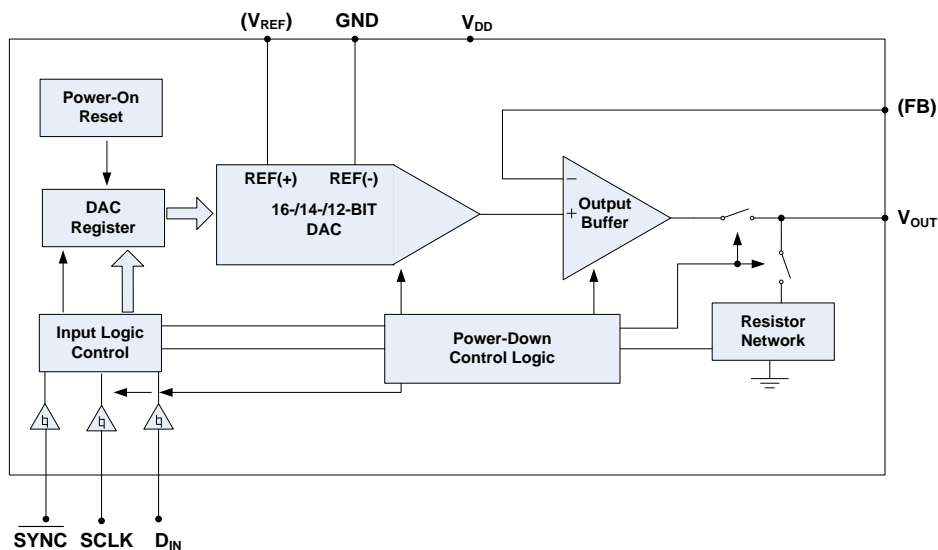 (VREF)
GND
VDD
Power-On
Reset
(FB)
REF(+)
REF(-)
16-/14-/12-BIT
DAC
DAC
Register
−
+
Output
Buffer
VOUT
Input Logic
Control
Power-Down
Control Logic
Resistor
Network
SYNC
SCLK
DIN